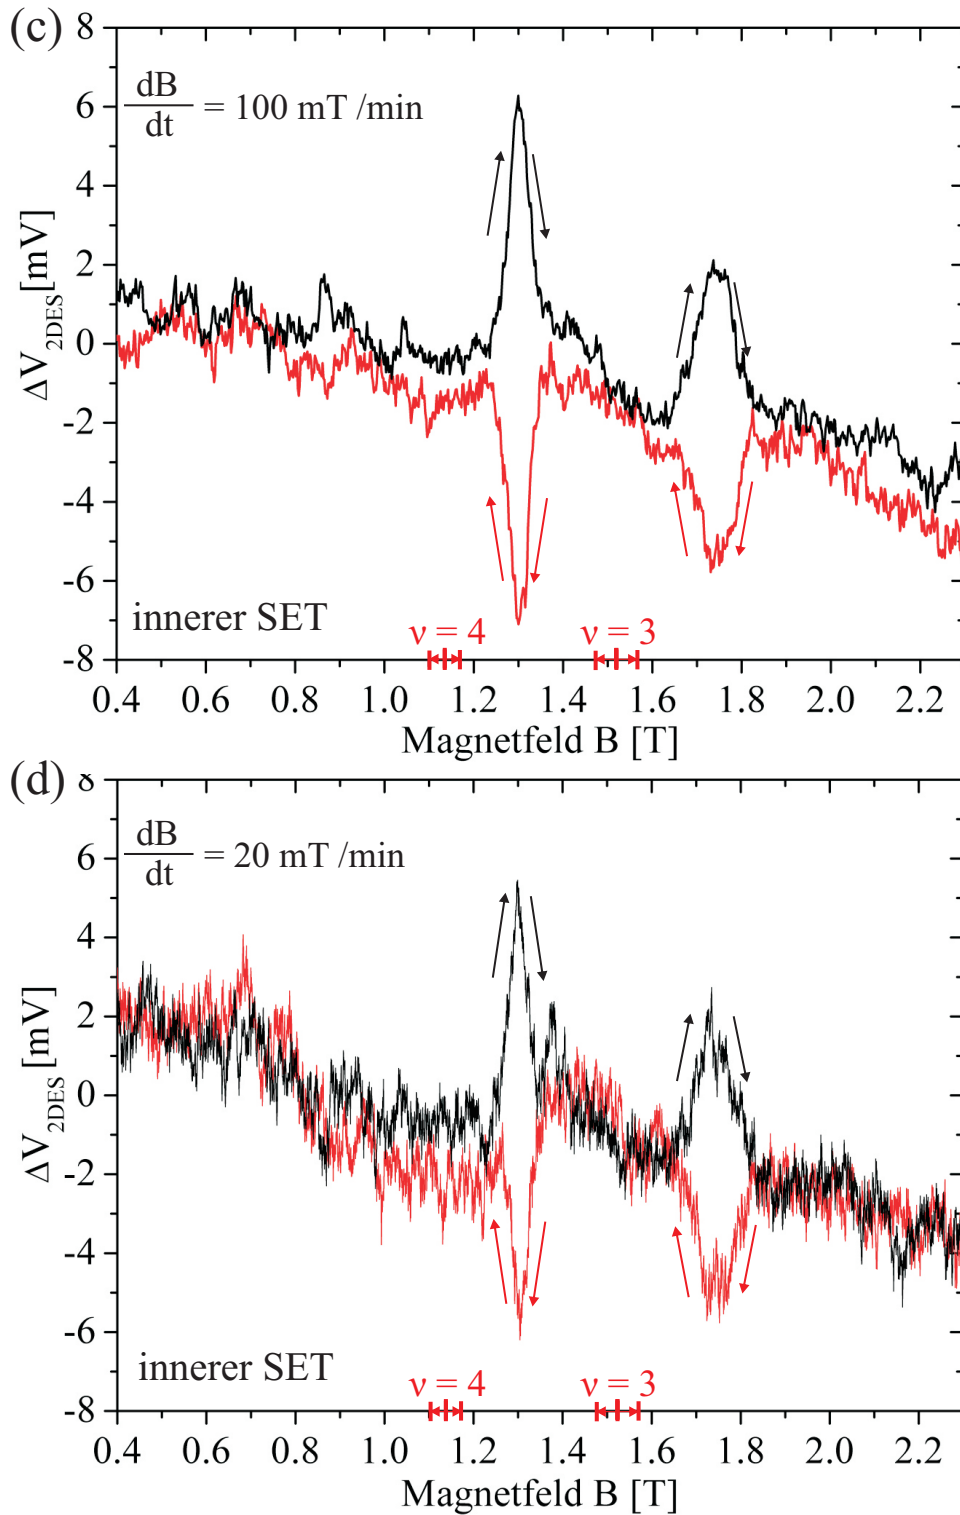 (c)
8
6
4
2
0
-2
-4
-6
-8
ΔV 2DES [mV]
dB
dt
= 100 mT /min
innerer SET
ν = 4
ν = 3
0.4 0.6 0.8 1.0 1.2 1.4 1.6 1.8 2.0 2.2
Magnetfeld B [T]
(d)
8
6
4
2
0
-2
-4
-6
-8
ΔV 2DES [mV]
dB
dt
= 20 mT /min
innerer SET
ν = 4
ν = 3
0.4 0.6 0.8 1.0 1.2 1.4 1.6 1.8 2.0 2.2
Magnetfeld B [T]